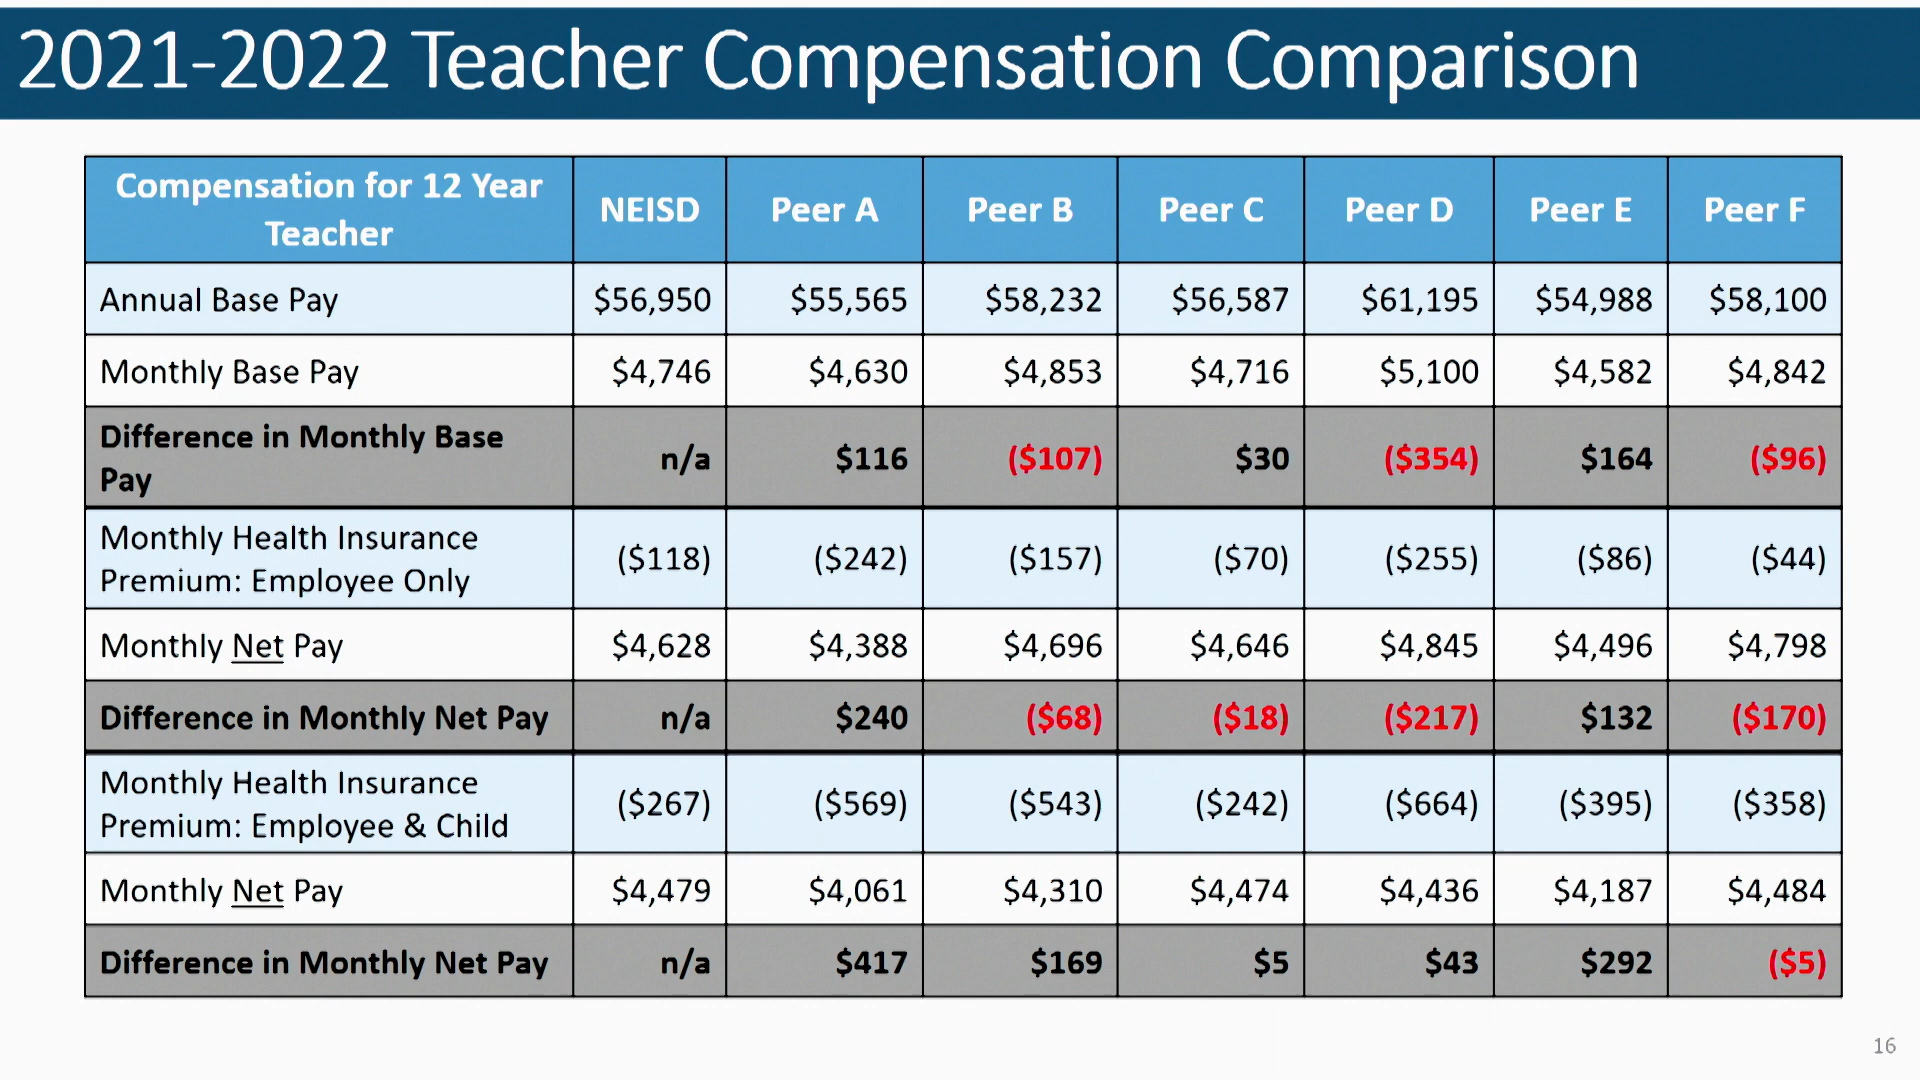 2021-2022 Teacher Compensation Comparison
Compensation for 12 Year
Teacher
NEISD Peer A Peer B Peer C Peer D Peer E Peer F
Annual Base Pay $56,950 $55,565 $58,232 $56,587 $61,195 $54,988 $58,100
Monthly Base Pay $4,746 $4,630 $4,853 $4,716 $5,100 $4,582 $4,842
Difference in Monthly Base
Pay
n/a $116 ($107) $30 ($354) $164 ($96)
Monthly Health Insurance
Premium: Employee Only
($118) ($242) ($157) ($70) ($255) ($86) ($44)
Monthly Net Pay $4,628 $4,388 $4,696 $4,646 $4,845 $4,496 $4,798
Difference in Monthly Net Pay n/a $240 ($68) ($18) ($217) $132 ($170)
Monthly Health Insurance
Premium: Employee & Child
($267) ($569) ($543) ($242) ($664) ($395) ($358)
Monthly Net Pay $4,479 $4,061 $4,310 $4,474 $4,436 $4,187 $4,484
Difference in Monthly Net Pay n/a $417 $169 $5 $43 $292 ($5)
16